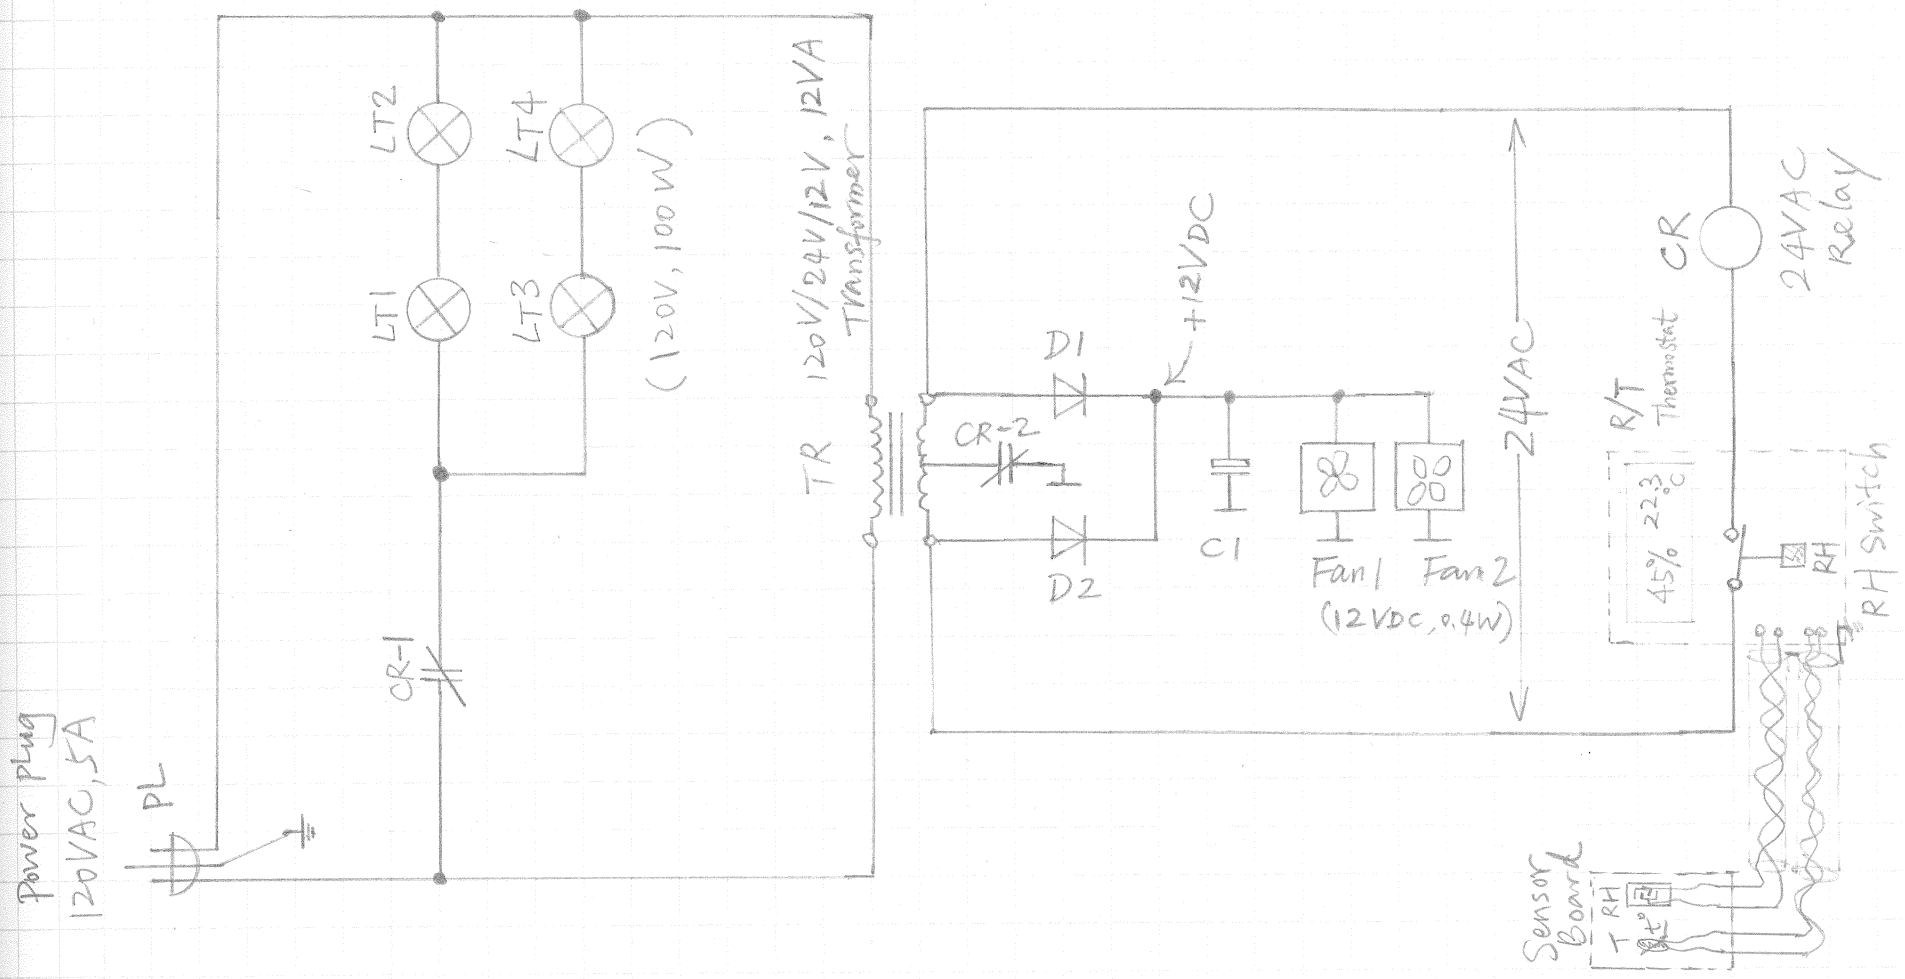 Power plug
120VAC, 5A
PL
LT2
LT4
LT1
LT3
(120V, 100W)
CR-1
120V/24V/12V, 12VA
Transformer
TR
CR-2
D1
D2
+12VDC
C1
Fan1
Fan2
(12VDC, 0.4W)
24VAC
CR
24VAC
Relay
R/T
Thermostat
45% 22.3
°C
RH
RH Switch
Sensor
Board
RH
T
t°